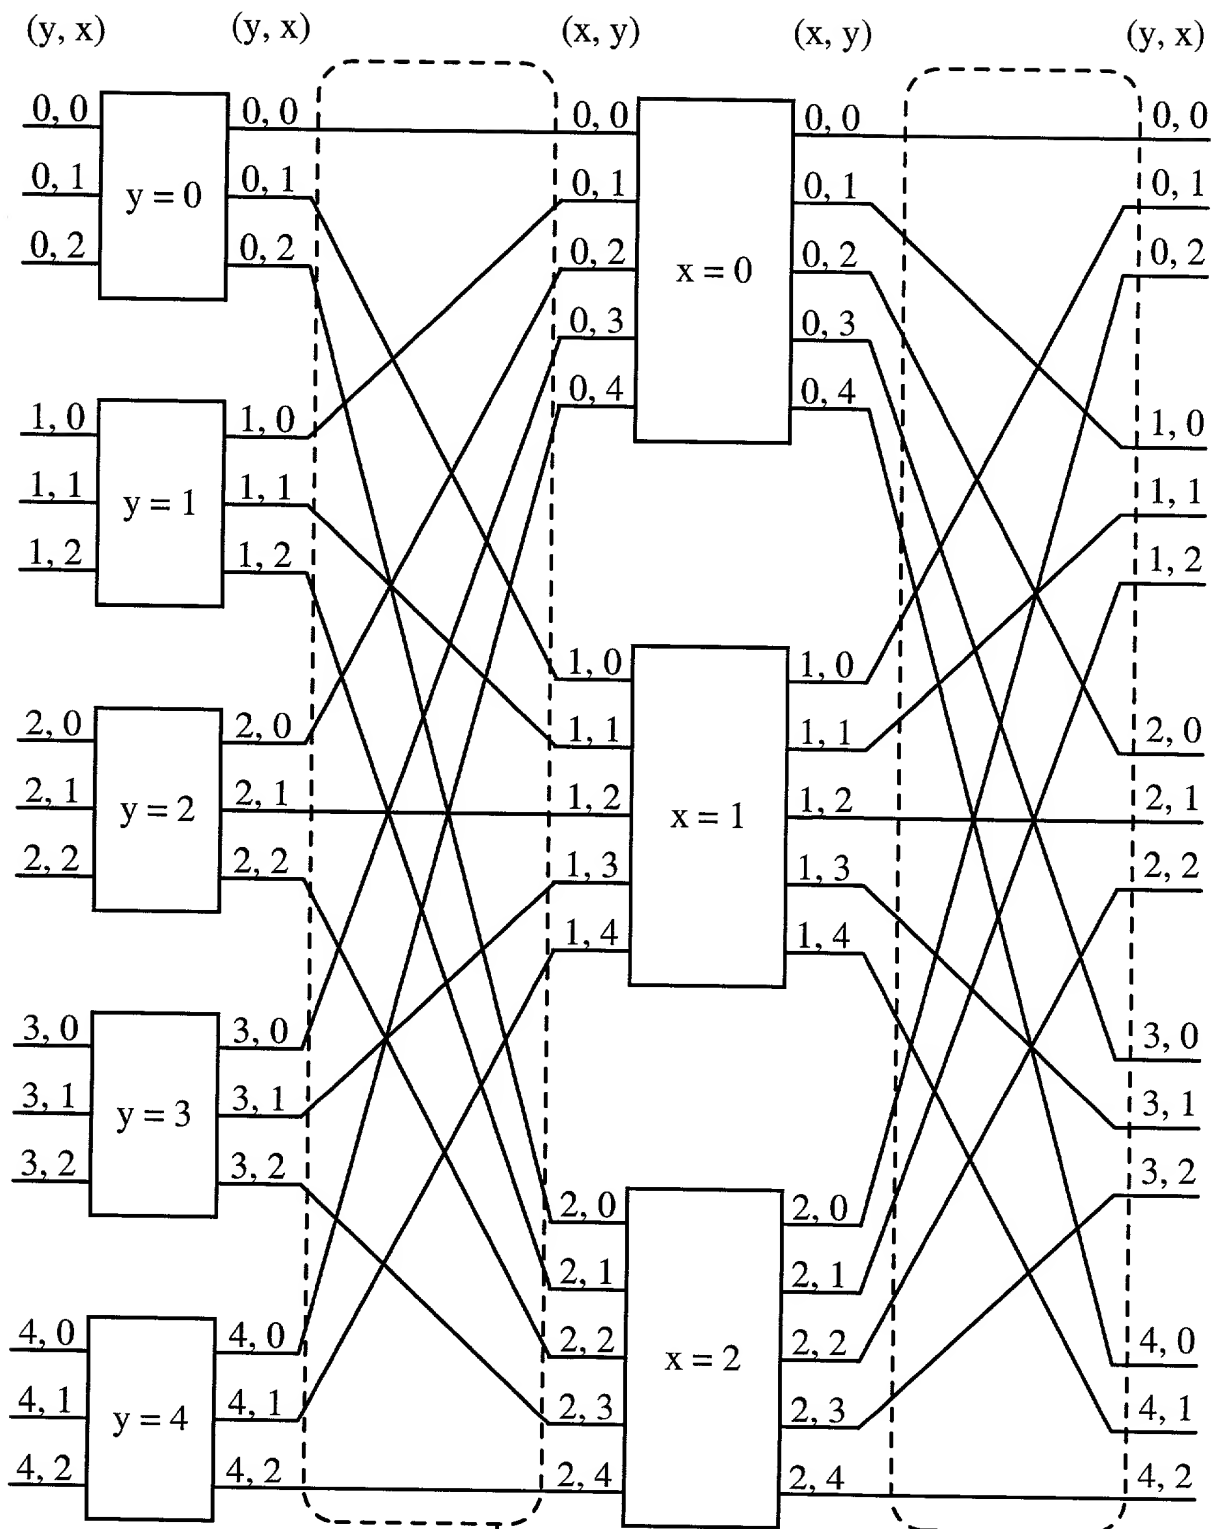 (y, x) (y, x) (x, y) (x, y) (y, x)
0, 0 0, 0 0, 0 0, 0 0, 0
0, 1 y = 0 0, 1 0, 1 0, 1 0, 1
0, 2 0, 2 0, 2 x = 0 0, 2 0, 2
0, 3 0, 3
1, 0 1, 0 0, 4 0, 4 1, 0
1, 1 y = 1 1, 1 1, 1
1, 2 1, 2 1, 2
1, 0 1, 0
2, 0 2, 0 1, 1 1, 1 2, 0
2, 1 y = 2 2, 1 1, 2 x = 1 1, 2 2, 1
2, 2 2, 2 1, 3 1, 3 2, 2
1, 4 1, 4
3, 0 3, 0 3, 0
3, 1 y = 3 3, 1 3, 1
3, 2 3, 2 3, 2
2, 0 2, 0
2, 1 2, 1
4, 0 4, 0 2, 2 x = 2 2, 2 4, 0
4, 1 y = 4 4, 1 2, 3 2, 3 4, 1
4, 2 4, 2 2, 4 2, 4 4, 2